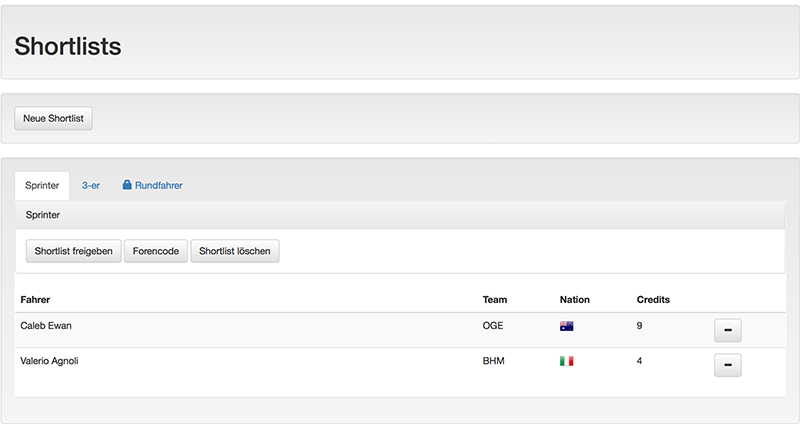 Shortlists
Neue Shortlist
Sprinter 3-er Rundfahrer
Sprinter
Shortlist freigeben Forencode Shortlist löschen
Fahrer Team Nation Credits
Caleb Ewan OGE 9
Valerio Agnoli BHM 4